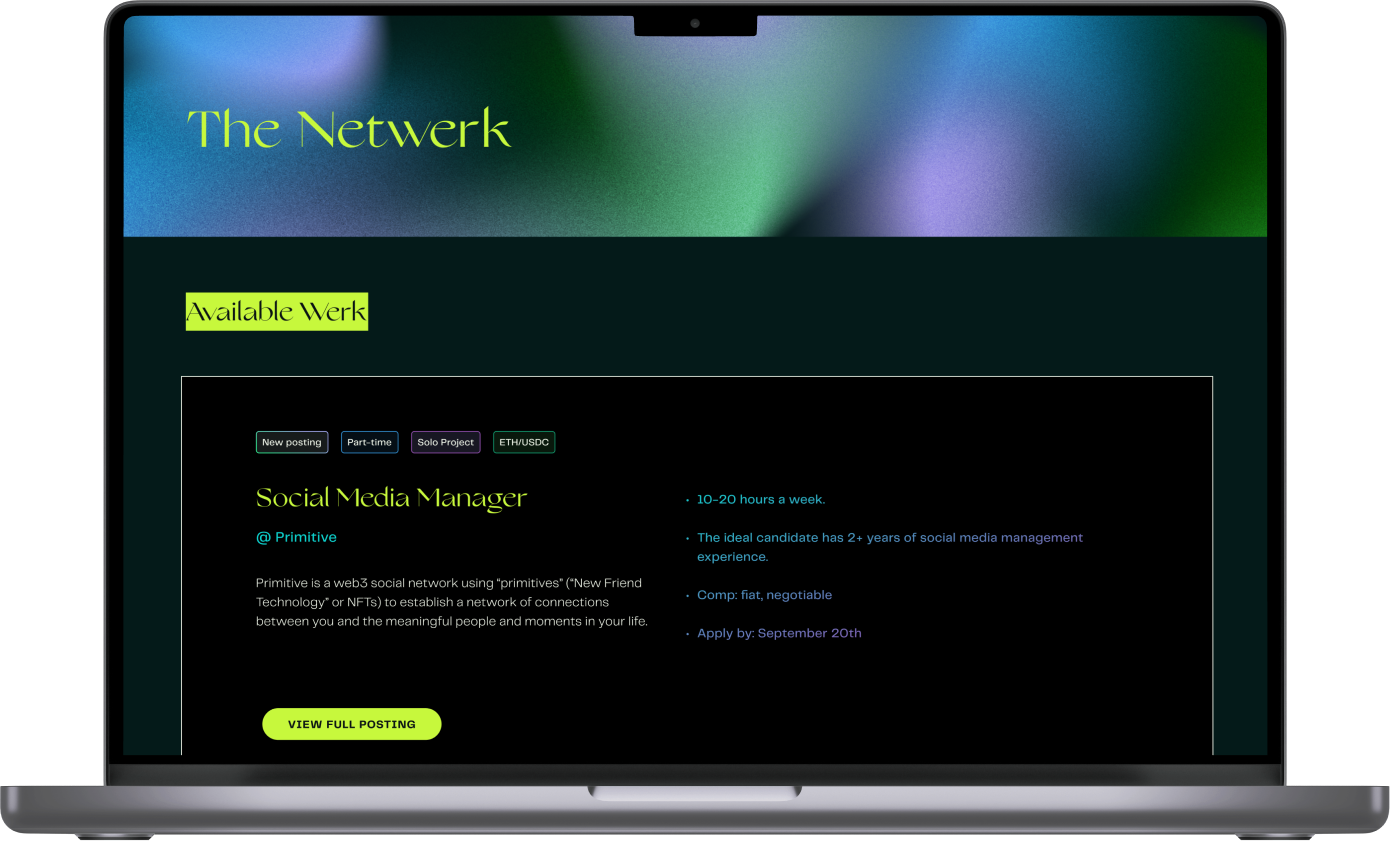 The Netwerk
Available Werk
New posting
Part-time
Solo Project
ETH/USDC
Social Media Manager
@ Primitive
Primitive is a web3 social network using “primitives” (“New Friend
Technology” or NFTs) to establish a network of connections
between you and the meaningful people and moments in your life.
VIEW FULL POSTING
• 10-20 hours a week.
• The ideal candidate has 2+ years of social media management
experience.
• Comp: fiat, negotiable
• Apply by: September 20th